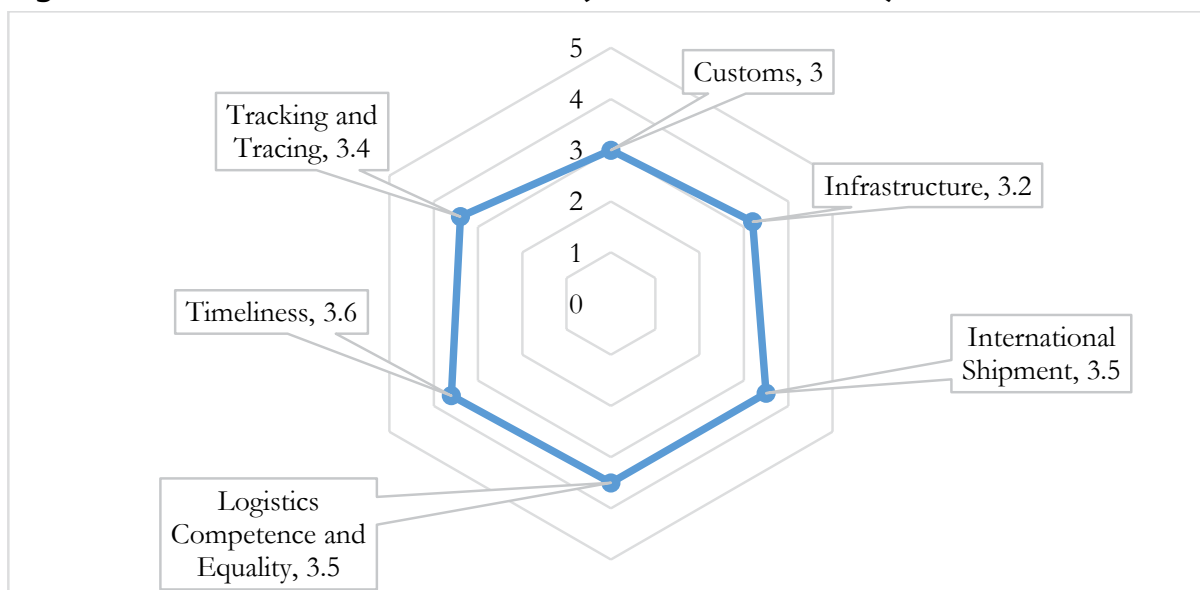 5
Customs, 3
4
Tracking and
Tracing, 3.4
3
Infrastructure, 3.2
2
1
0
Timeliness, 3.6
International
Shipment, 3.5
Logistics
Competence and
Equality, 3.5